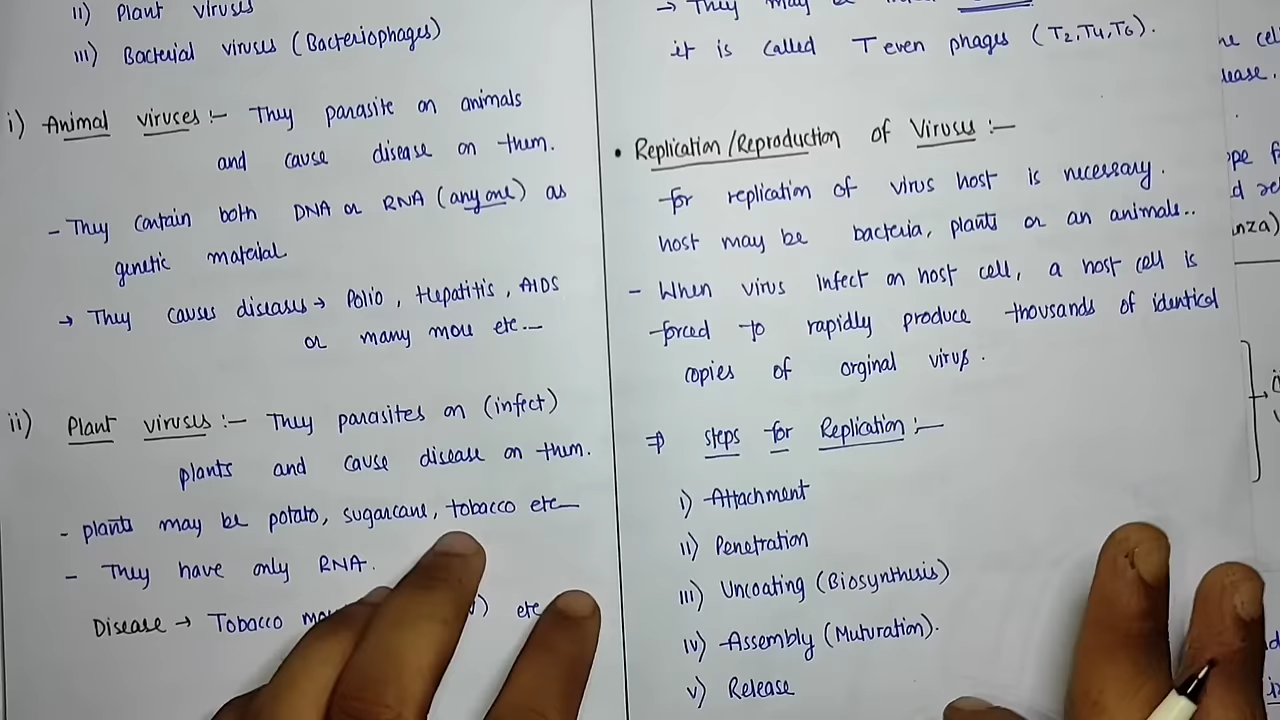 ii) Plant viruses
iii) Bacterial viruses (Bacteriophages)
i) Animal viruses :- They parasite on animals
and cause disease on them.
- They contain both DNA or RNA (any one) as
genetic material
→ They causes diseases → Polio, Hepatitis, AIDS
or many more etc..
ii) Plant viruses :- They parasites on (infect)
plants and cause disease on them.
- plants may be potato, sugarcane, tobacco etc
- They have only RNA.
Disease → Tobacco etc
→ They may
it is called T even phages (T2,T4,T6).
• Replication/Reproduction of Viruses :-
for replication of virus host is necessary.
host may be bacteria, plants or an animals..
- When virus infect on host cell, a host cell is
forced to rapidly produce thousands of identical
copies of orginal virus.
⇒ Steps for Replication :-
i) Attachment
ii) Penetration
iii) Uncoating (Biosynthesis)
iv) Assembly (Muturation).
v) Release